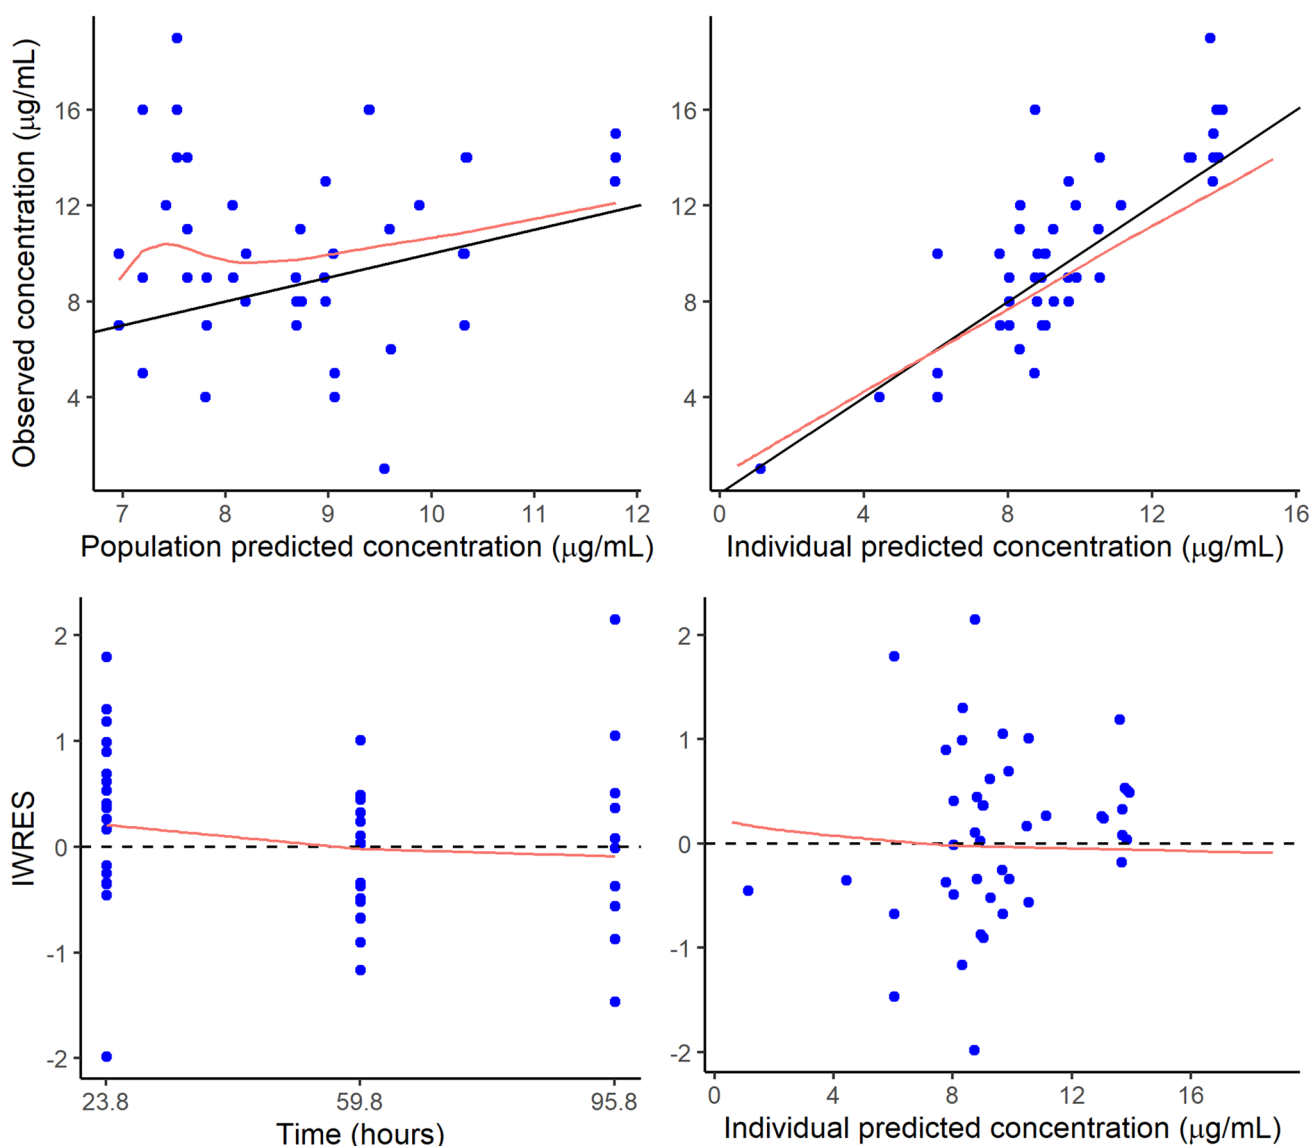 Observed concentration (μg/mL)
16
12
8
4
7 8 9 10 11 12
Population predicted concentration (μg/mL)
16
12
8
4
0 4 8 12 16
Individual predicted concentration (μg/mL)
IWRES
2
1
0
-1
-2
23.8 59.8 95.8
Time (hours)
2
1
0
-1
-2
0 4 8 12 16
Individual predicted concentration (μg/mL)